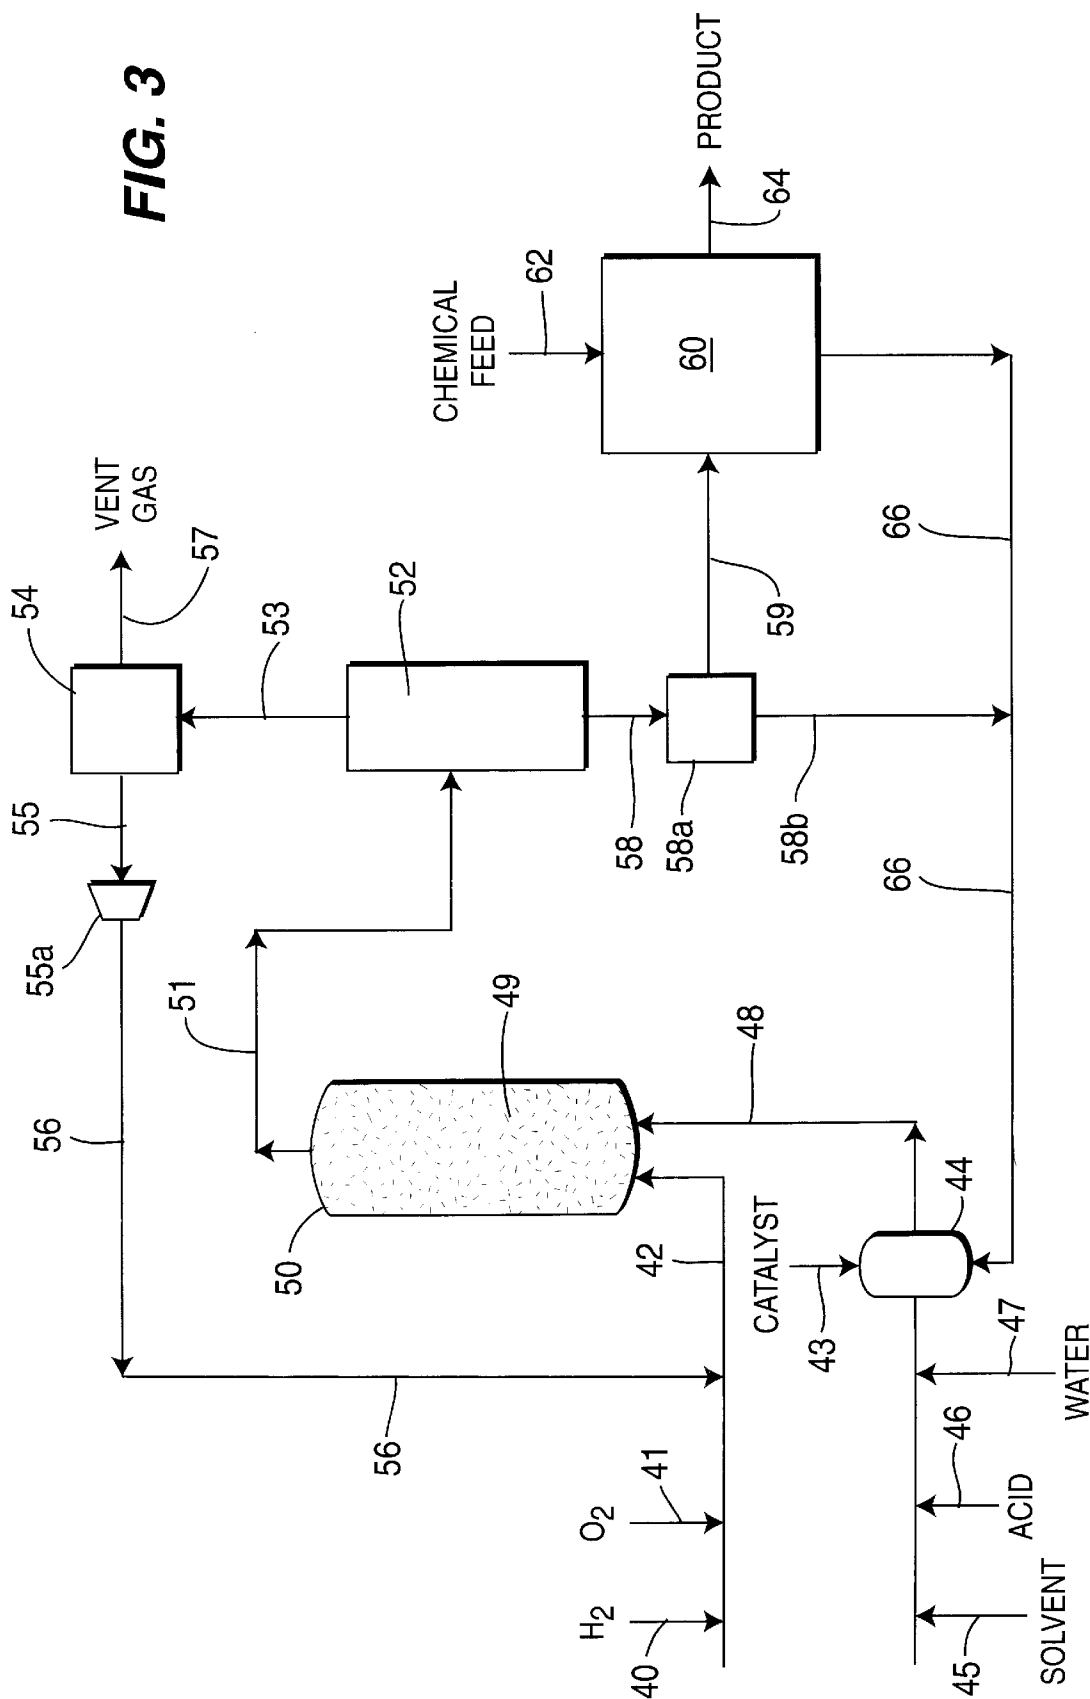 FIG. 3
VENT
GAS
57
54
53
55
55a
56
56
52
51
50
49
58
58a
58b
59
CHEMICAL
FEED
62
60
PRODUCT
64
66
66
H2
40
O2
41
42
CATALYST
43
44
48
SOLVENT
45
ACID
46
WATER
47